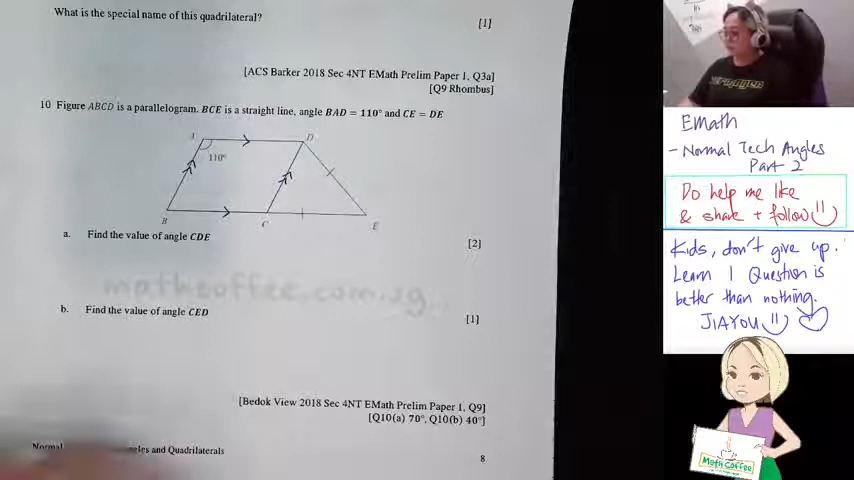 What is the special name of this quadrilateral?
[1]
[ACS Barker 2018 Sec 4NT EMath Prelim Paper 1, Q3a]
[Q9 Rhombus]
10 Figure ABCD is a parallelogram. BCE is a straight line, angle BAD = 110° and CE = DE
A
D
110°
B
C
E
a. Find the value of angle CDE
[2]
mathcoffee.com.sg
b. Find the value of angle CED
[1]
[Bedok View 2018 Sec 4NT EMath Prelim Paper 1, Q9]
[Q10(a) 70°, Q10(b) 40°]
Angles and Quadrilaterals
8
EMath
- Normal Tech Angles
Part 2
Do help me like
& share + follow
Kids, don't give up.
Learn 1 Question is
better than nothing.
JIAYOU
Math Coffee